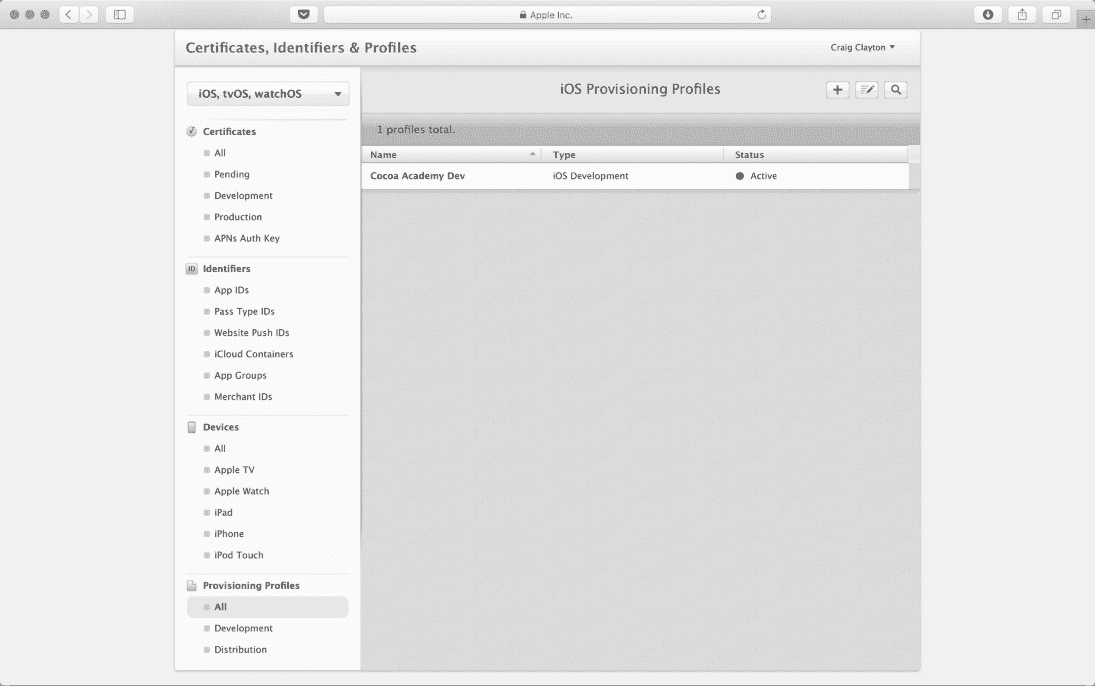 Apple Inc.
Certificates, Identifiers & Profiles
Craig Clayton
iOS, tvOS, watchOS
Certificates
All
Pending
Development
Production
APNs Auth Key
ID Identifiers
App IDs
Pass Type IDs
Website Push IDs
iCloud Containers
App Groups
Merchant IDs
Devices
All
Apple TV
Apple Watch
iPad
iPhone
iPod Touch
Provisioning Profiles
All
Development
Distribution
iOS Provisioning Profiles
1 profiles total.
Name Type Status
Cocoa Academy Dev iOS Development Active